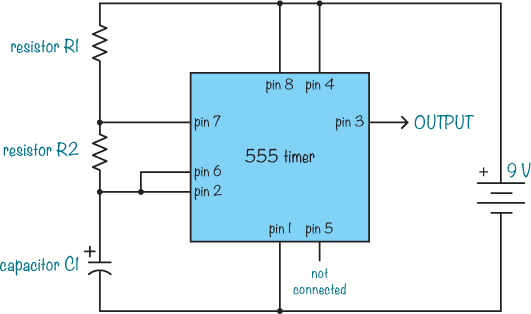 resistor R1
pin 8
pin 4
pin 7
pin 3
OUTPUT
resistor R2
555 timer
pin 6
pin 2
+
9 V
pin 1
pin 5
+
capacitor C1
not
connected